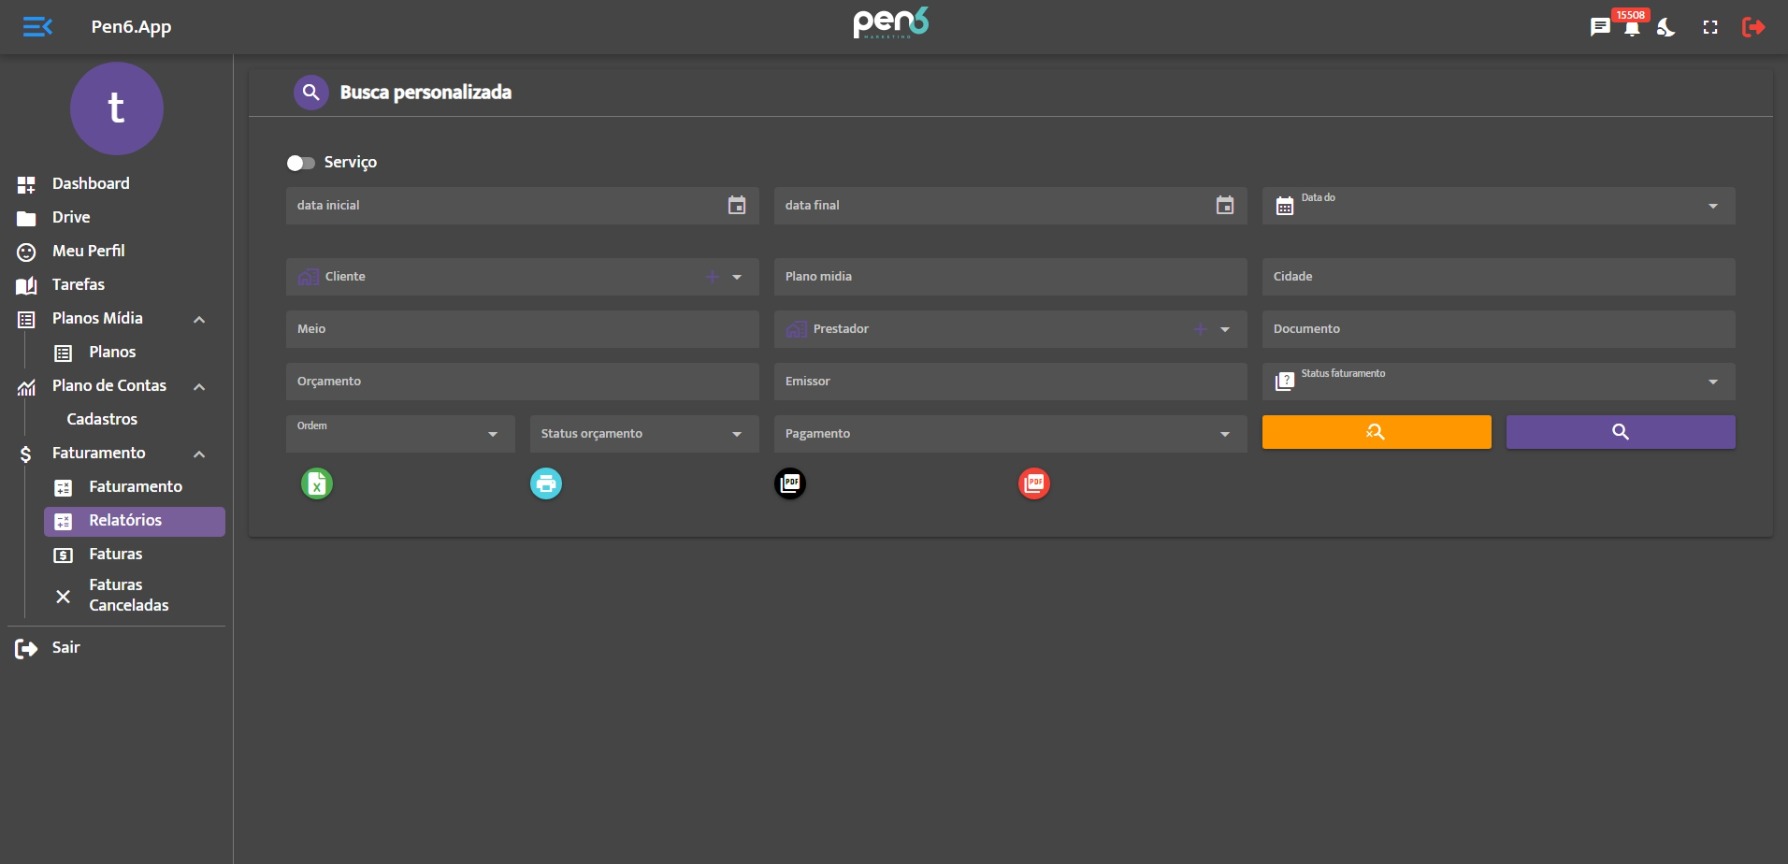 Pen6.App
pen6
MARKETING
15508
t
Dashboard
Drive
Meu Perfil
Tarefas
Planos Mídia
Planos
Plano de Contas
Cadastros
Faturamento
Faturamento
Relatórios
Faturas
Faturas
Canceladas
Sair
Busca personalizada
Serviço
data inicial
data final
Data do
Cliente
Plano midia
Cidade
Meio
Prestador
Documento
Orçamento
Emissor
Status faturamento
Ordem
Status orçamento
Pagamento
PDF
PDF